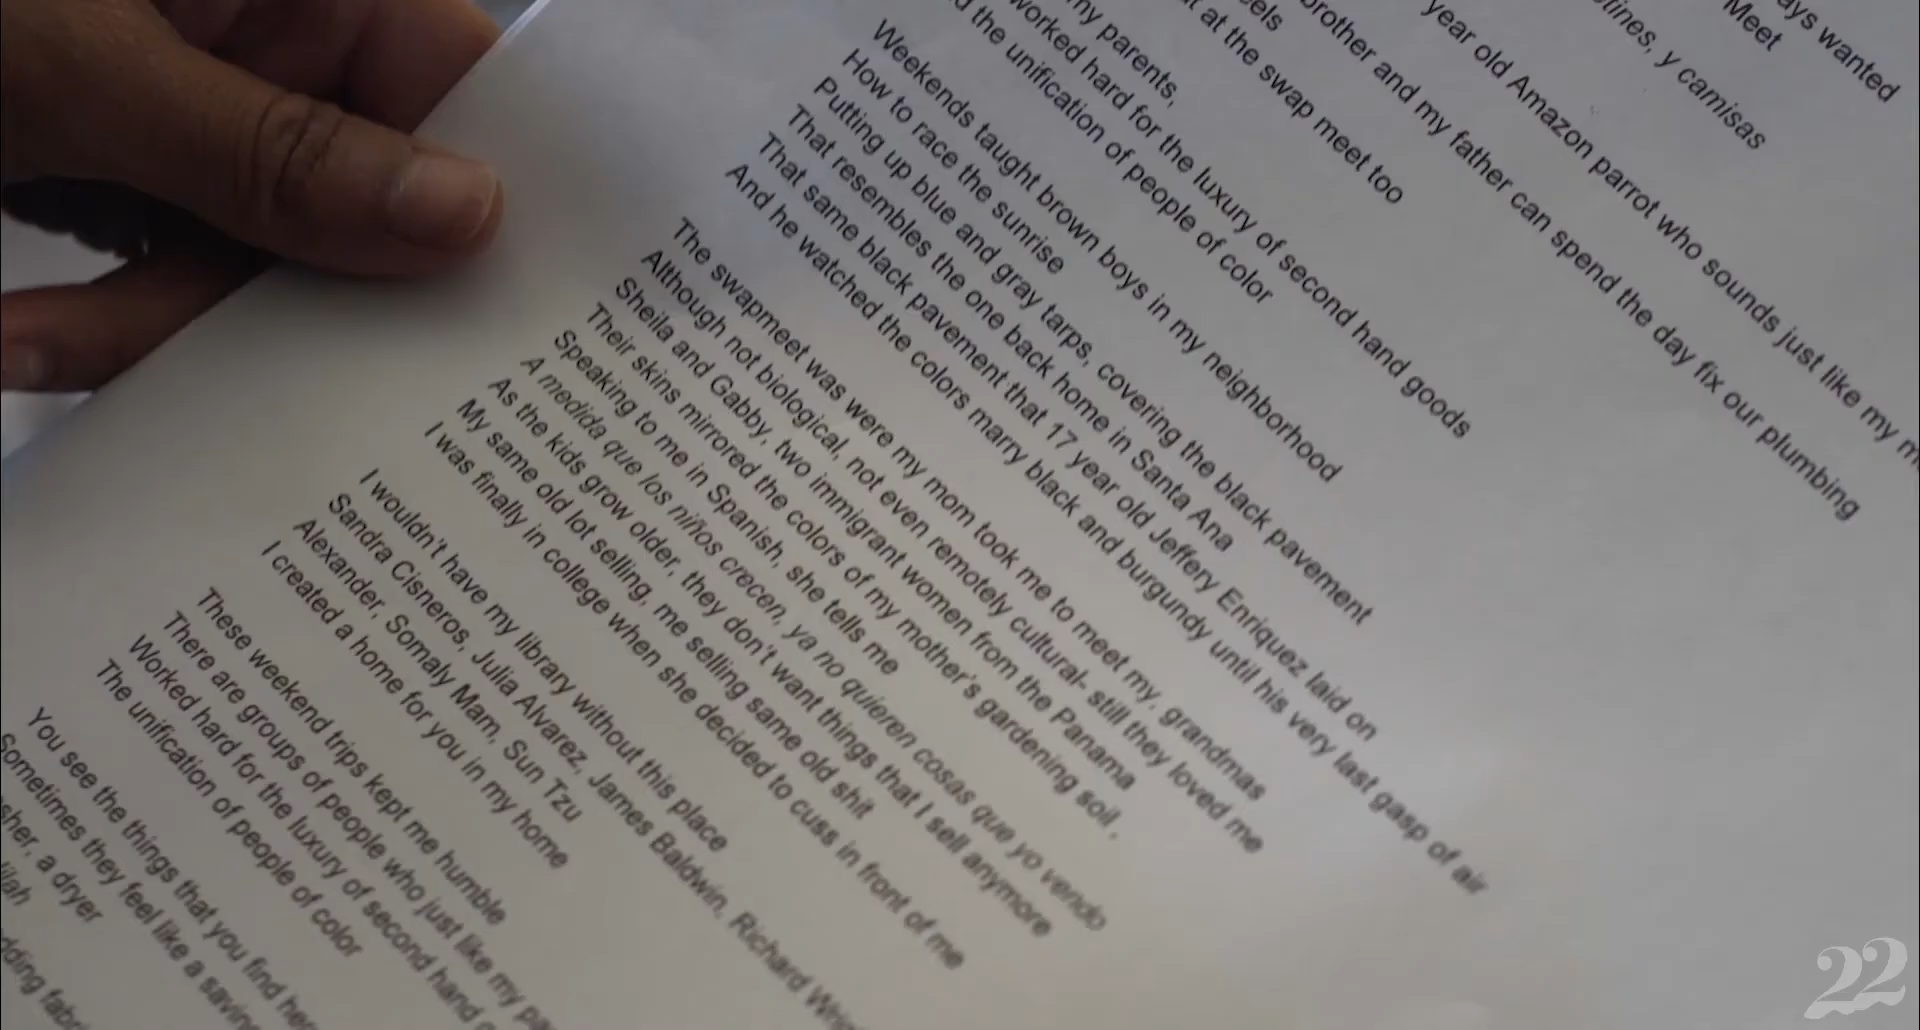 ays wanted
Meet
elines, y camisas
year old Amazon parrot who sounds just like my m
brother and my father can spend the day fix our plumbing
eels
at the swap meet too
my parents,
worked hard for the luxury of second hand goods
d the unification of people of color
Weekends taught brown boys in my neighborhood
How to race the sunrise
Putting up blue and gray tarps, covering the black pavement
That resembles the one back home in Santa Ana
That same black pavement that 17 year old Jeffery Enriquez laid on
And he watched the colors marry black and burgundy until his very last gasp of air
The swapmeet was were my mom took me to meet my, grandmas
Although not biological, not even remotely cultural- still they loved me
Sheila and Gabby, two immigrant women from the Panama
Their skins mirrored the colors of my mother's gardening soil ,
Speaking to me in Spanish, she tells me
A medida que los niños crecen, ya no quieren cosas que yo vendo
As the kids grow older, they don't want things that I sell anymore
My same old lot selling, me selling same old shit
I was finally in college when she decided to cuss in front of me
I wouldn't have my library without this place
Sandra Cisneros, Julia Alvarez, James Baldwin, Richard Wri
Alexander, Somaly Mam, Sun Tzu
I created a home for you in my home
These weekend trips kept me humble
There are groups of people who just like my pa
Worked hard for the luxury of second hand g
The unification of people of color
You see the things that you find her
Sometimes they feel like a savin
sher, a dryer
ilah
dding fabri
22